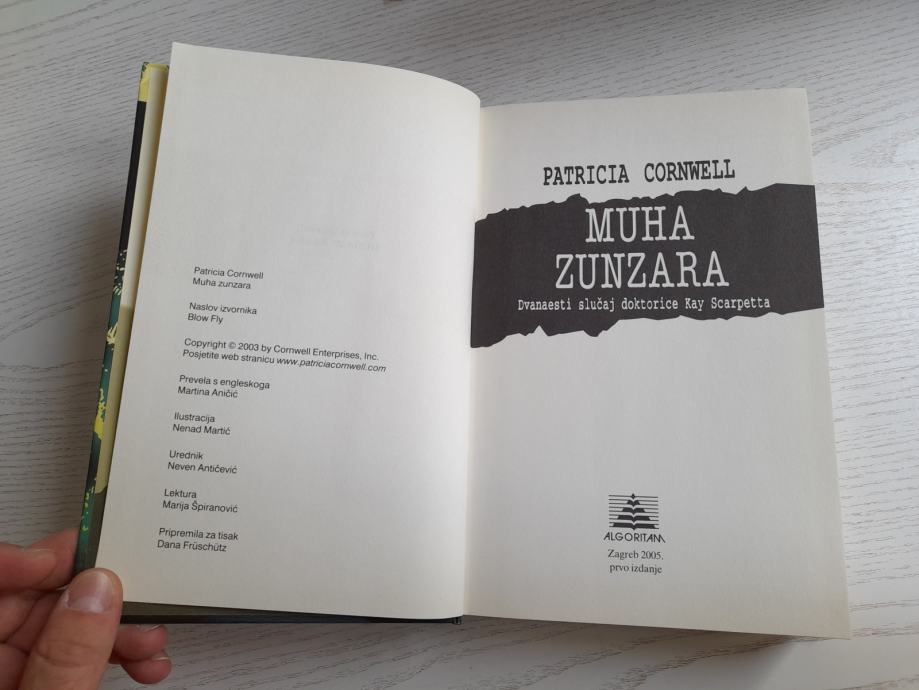 Patricia Cornwell
Muha zunzara
Naslov izvornika
Blow Fly
Copyright © 2003 by Cornwell Enterprises, Inc.
Posjetite web stranicu www.patriciacornwell.com
Prevela s engleskoga
Martina Aničić
Ilustracija
Nenad Martić
Urednik
Neven Antičević
Lektura
Marija Špiranović
Pripremila za tisak
Dana Früschütz
PATRICIA CORNWELL
MUHA
ZUNZARA
Dvanaesti slučaj doktorice Kay Scarpetta
ALGORITAM
Zagreb 2005.
prvo izdanje